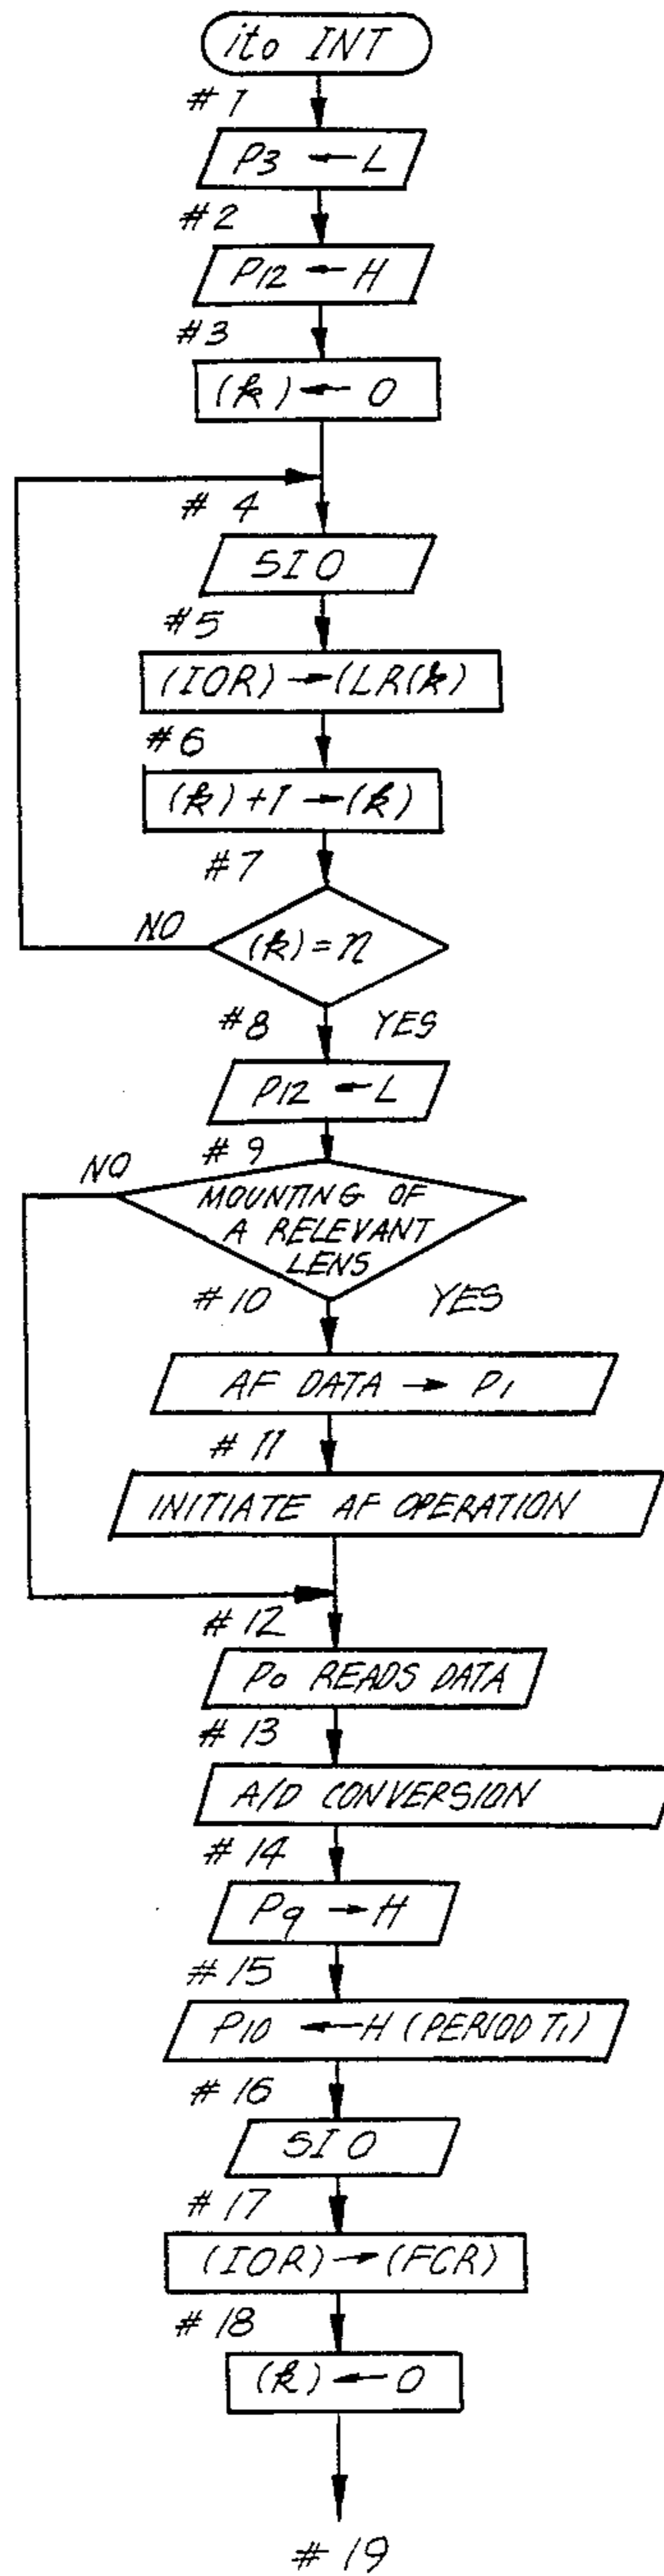 ito INT
#1
P3 ← L
#2
P12 ← H
#3
(k) ← 0
#4
SIO
#5
(IOR) → (LR(k)
#6
(k)+1 → (k)
#7
NO
(k) = n
#8 YES
P12 ← L
NO #9
MOUNTING OF
A RELEVANT
LENS
#10 YES
AF DATA → P1
#11
INITIATE AF OPERATION
#12
P0 READS DATA
#13
A/D CONVERSION
#14
P9 → H
#15
P10 ← H (PERIOD T1)
#16
SIO
#17
(IOR) → (FCR)
#18
(k) ← 0
#19